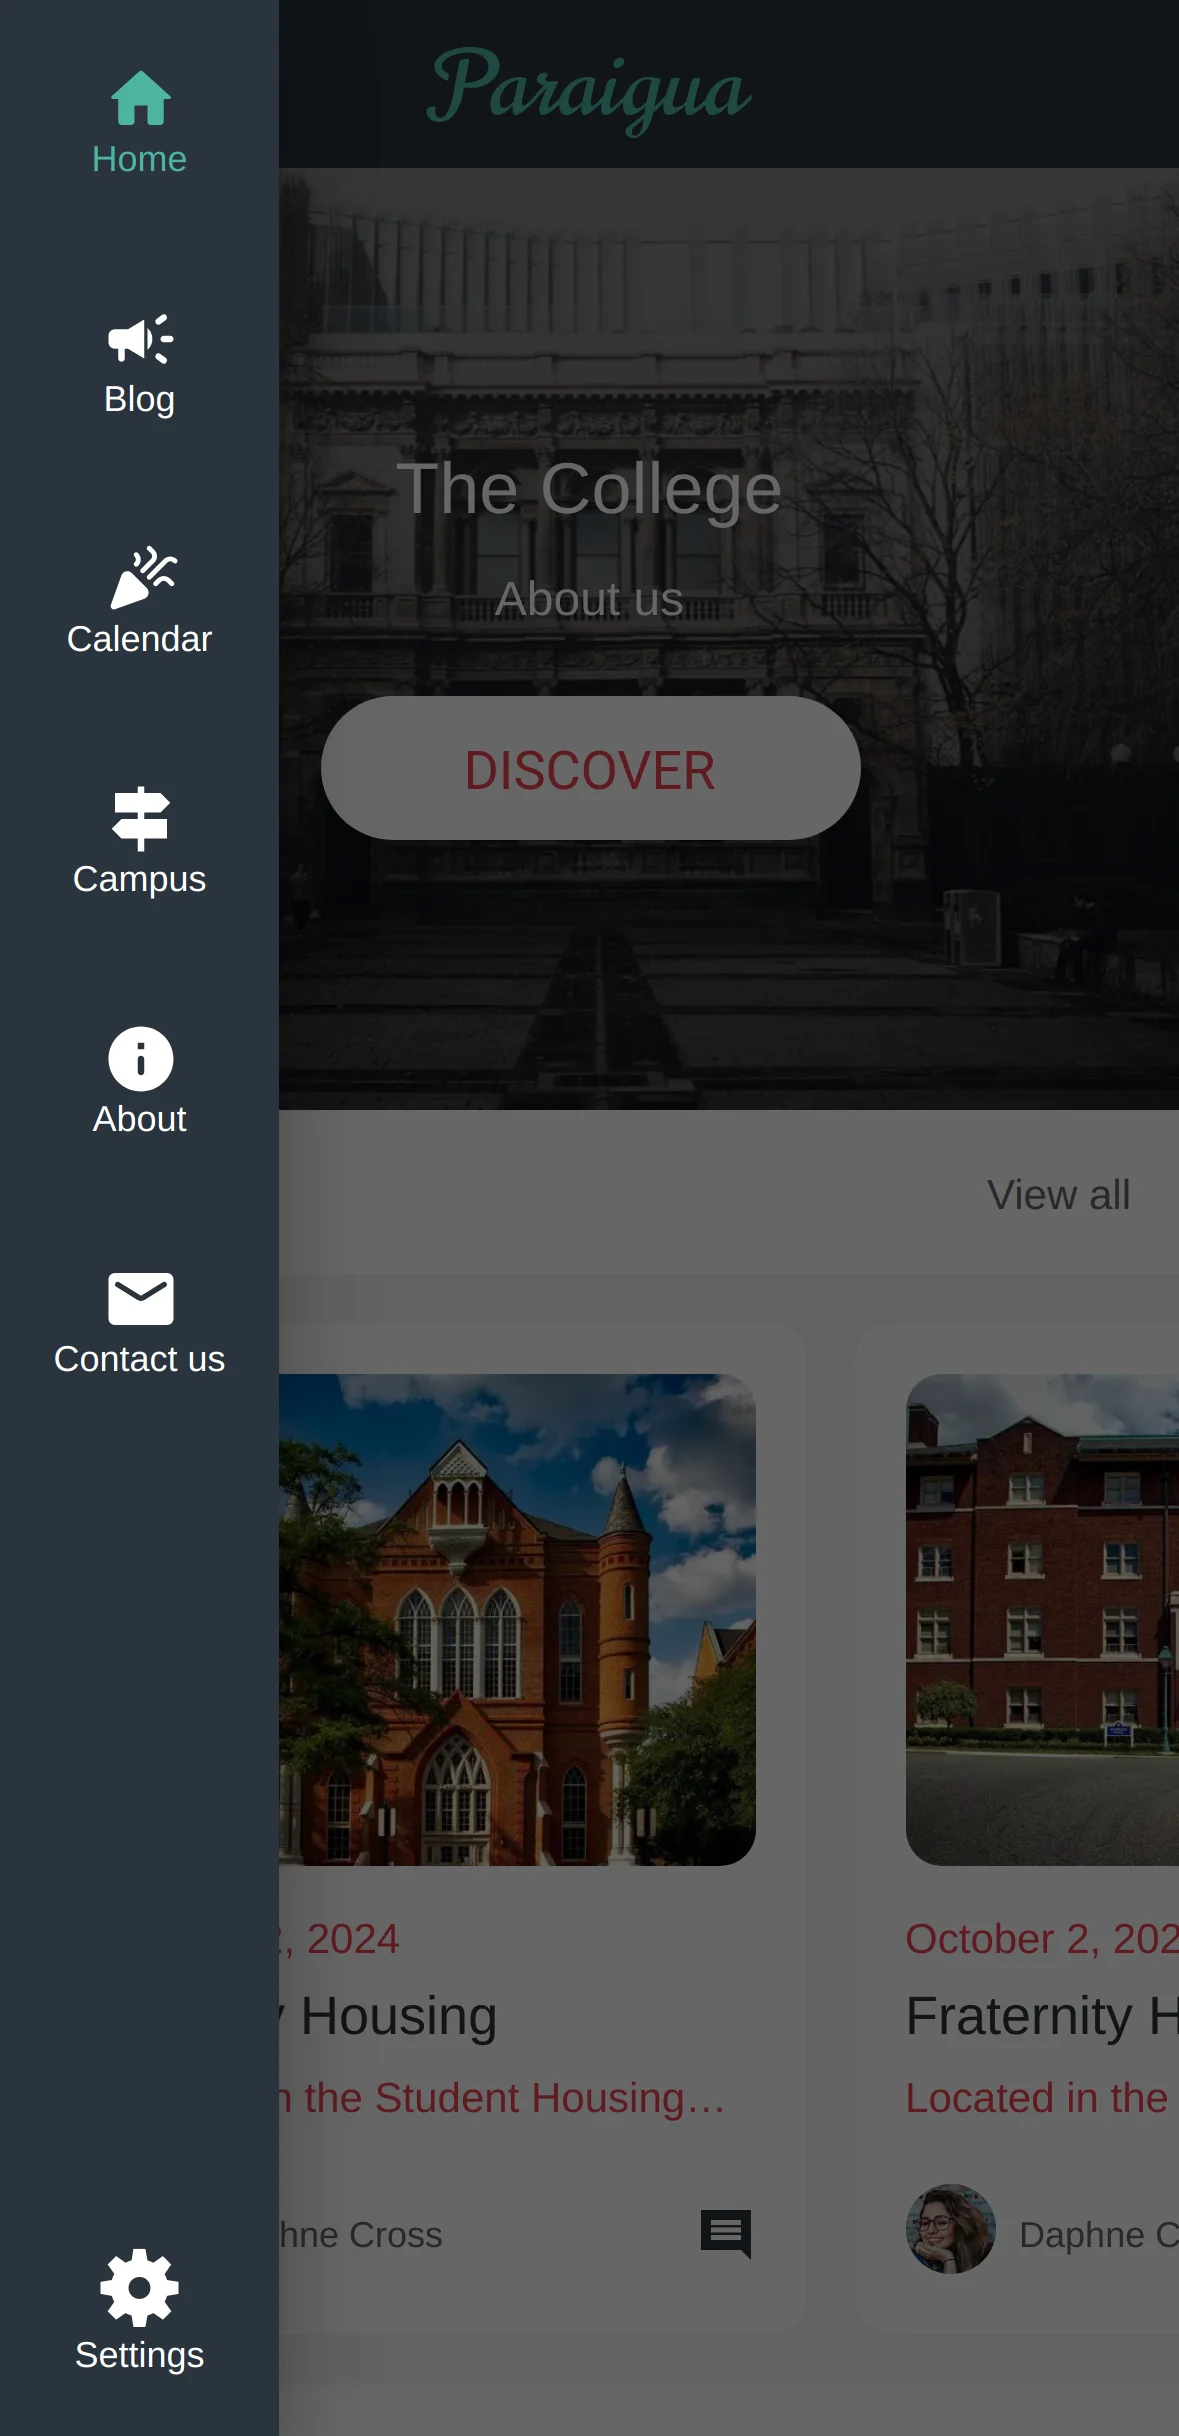 Home
Blog
Calendar
Campus
About
Contact us
Settings
Paraigua
The College
About us
DISCOVER
View all
2, 2024
y Housing
n the Student Housing…
hne Cross
October 2, 202
Fraternity H
Located in the
Daphne C